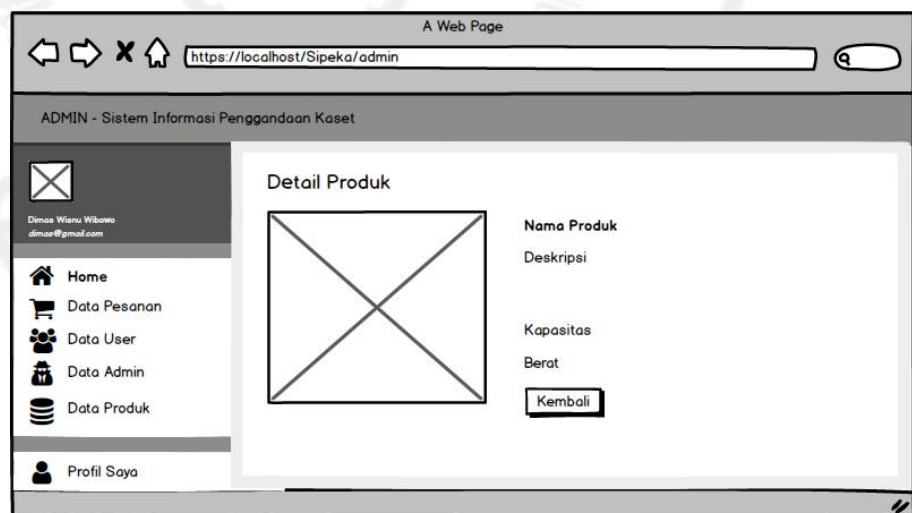 A Web Page
https://localhost/Sipeka/admin
ADMIN - Sistem Informasi Penggandaan Kaset
Dimas Wisnu Wibowo
dimas@gmail.com
Home
Data Pesanan
Data User
Data Admin
Data Produk
Profil Saya
Detail Produk
Nama Produk
Deskripsi
Kapasitas
Berat
Kembali